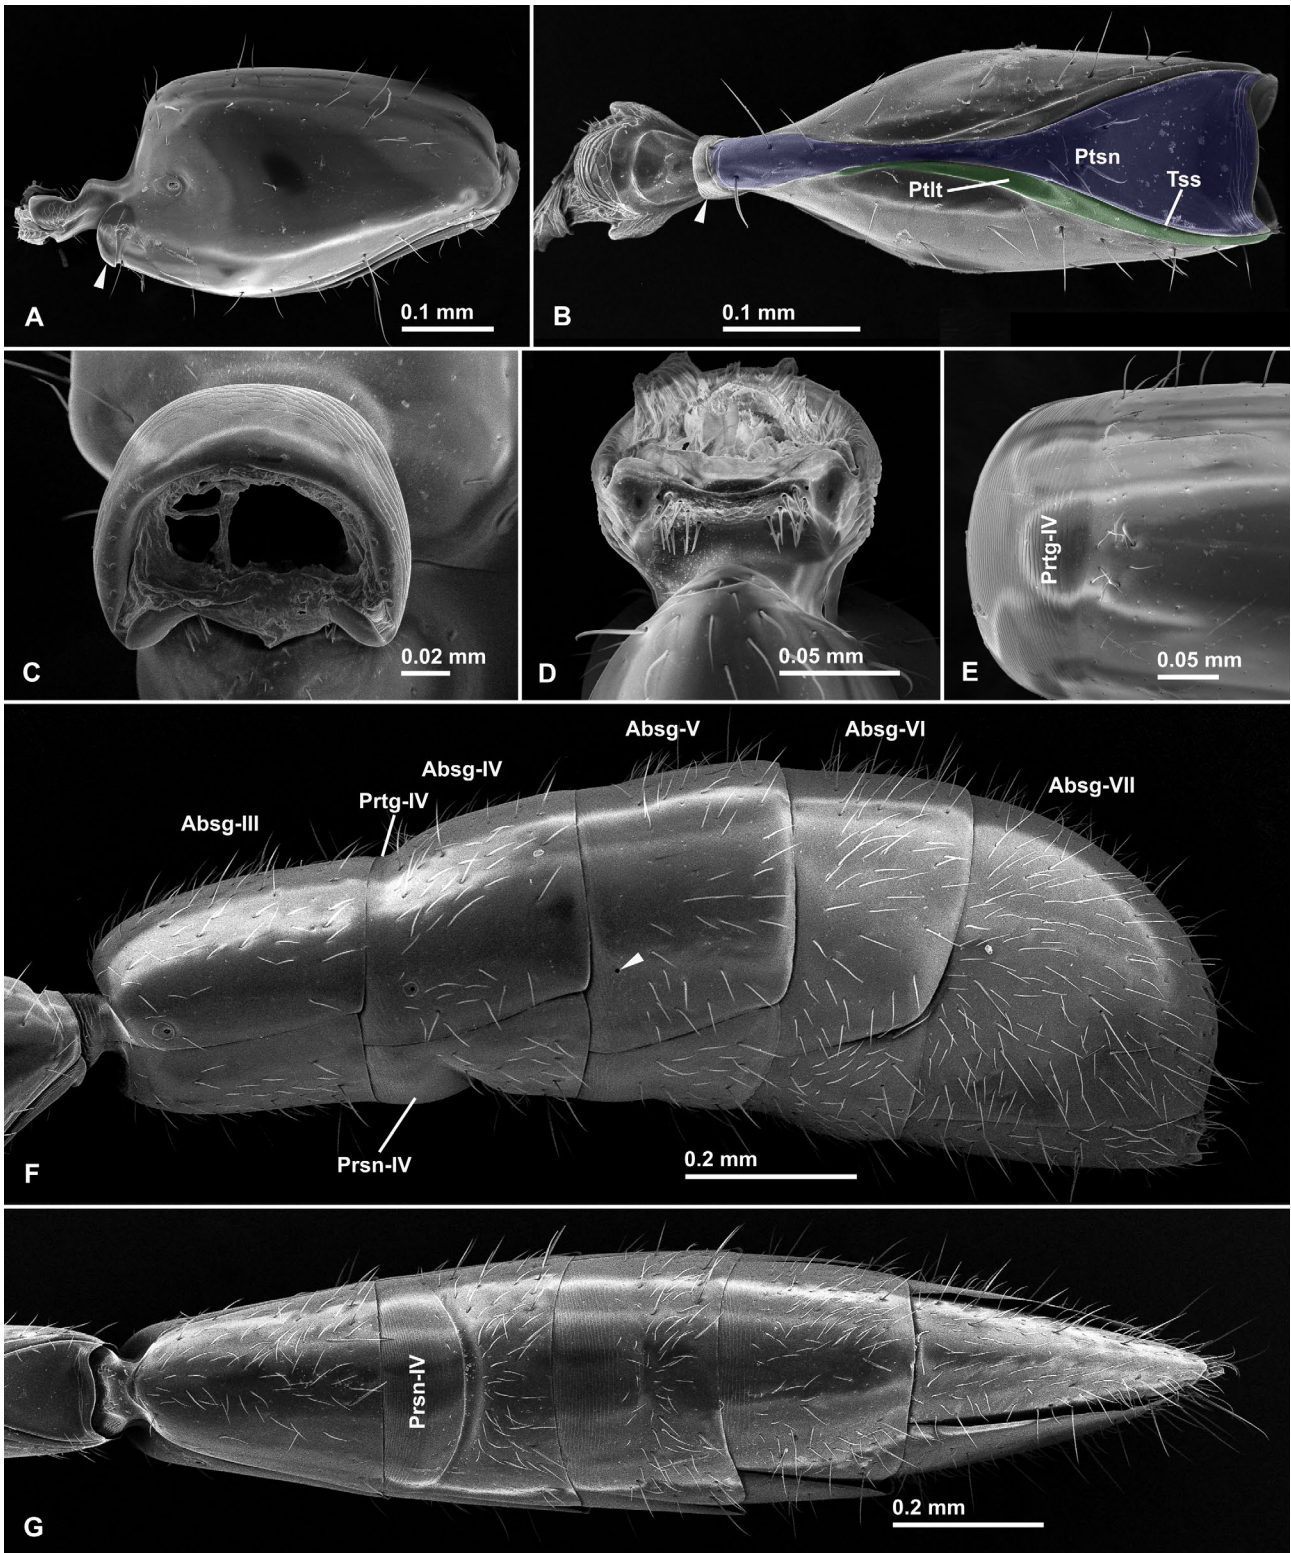 A
0.1 mm
Ptsn
Ptlt
Tss
B
0.1 mm
C
0.02 mm
D
0.05 mm
Prtg-IV
E
0.05 mm
Absg-V
Absg-VI
Absg-IV
Absg-VII
Prtg-IV
Absg-III
Prsn-IV
0.2 mm
F
Prsn-IV
0.2 mm
G